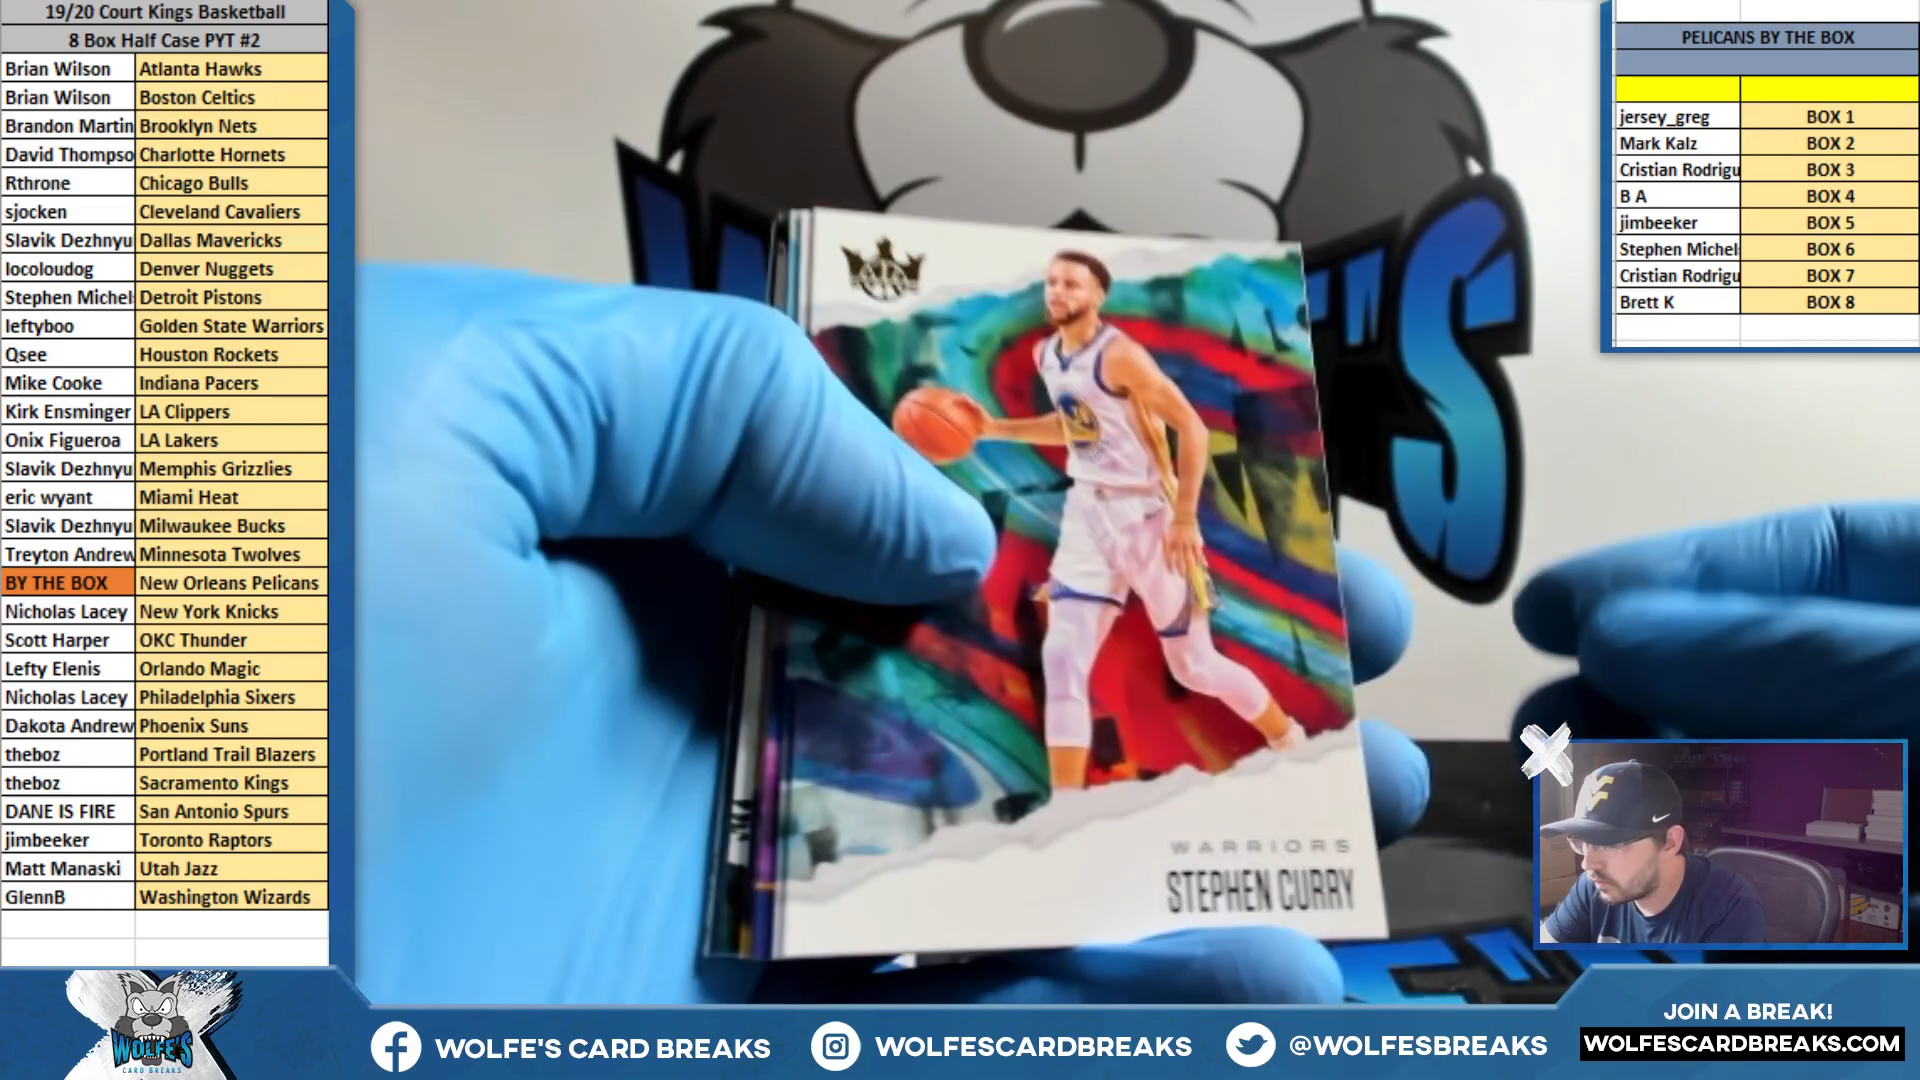 19/20 Court Kings Basketball
8 Box Half Case PYT #2
Brian Wilson Atlanta Hawks
Brian Wilson Boston Celtics
Brandon Martin Brooklyn Nets
David Thompso Charlotte Hornets
Rthrone Chicago Bulls
sjocken Cleveland Cavaliers
Slavik Dezhnyu Dallas Mavericks
locoloudog Denver Nuggets
Stephen Michel Detroit Pistons
leftyboo Golden State Warriors
Qsee Houston Rockets
Mike Cooke Indiana Pacers
Kirk Ensminger LA Clippers
Onix Figueroa LA Lakers
Slavik Dezhnyu Memphis Grizzlies
eric wyant Miami Heat
Slavik Dezhnyu Milwaukee Bucks
Treyton Andrew Minnesota Twolves
BY THE BOX New Orleans Pelicans
Nicholas Lacey New York Knicks
Scott Harper OKC Thunder
Lefty Elenis Orlando Magic
Nicholas Lacey Philadelphia Sixers
Dakota Andrew Phoenix Suns
theboz Portland Trail Blazers
theboz Sacramento Kings
DANE IS FIRE San Antonio Spurs
jimbeeker Toronto Raptors
Matt Manaski Utah Jazz
GlennB Washington Wizards
PELICANS BY THE BOX
jersey_greg BOX 1
Mark Kalz BOX 2
Cristian Rodrigu BOX 3
B A BOX 4
jimbeeker BOX 5
Stephen Michel BOX 6
Cristian Rodrigu BOX 7
Brett K BOX 8
WARRIORS
STEPHEN CURRY
WOLFE'S
CARD BREAKS
WOLFE'S CARD BREAKS
WOLFESCARDBREAKS
@WOLFESBREAKS
JOIN A BREAK!
WOLFESCARDBREAKS.COM